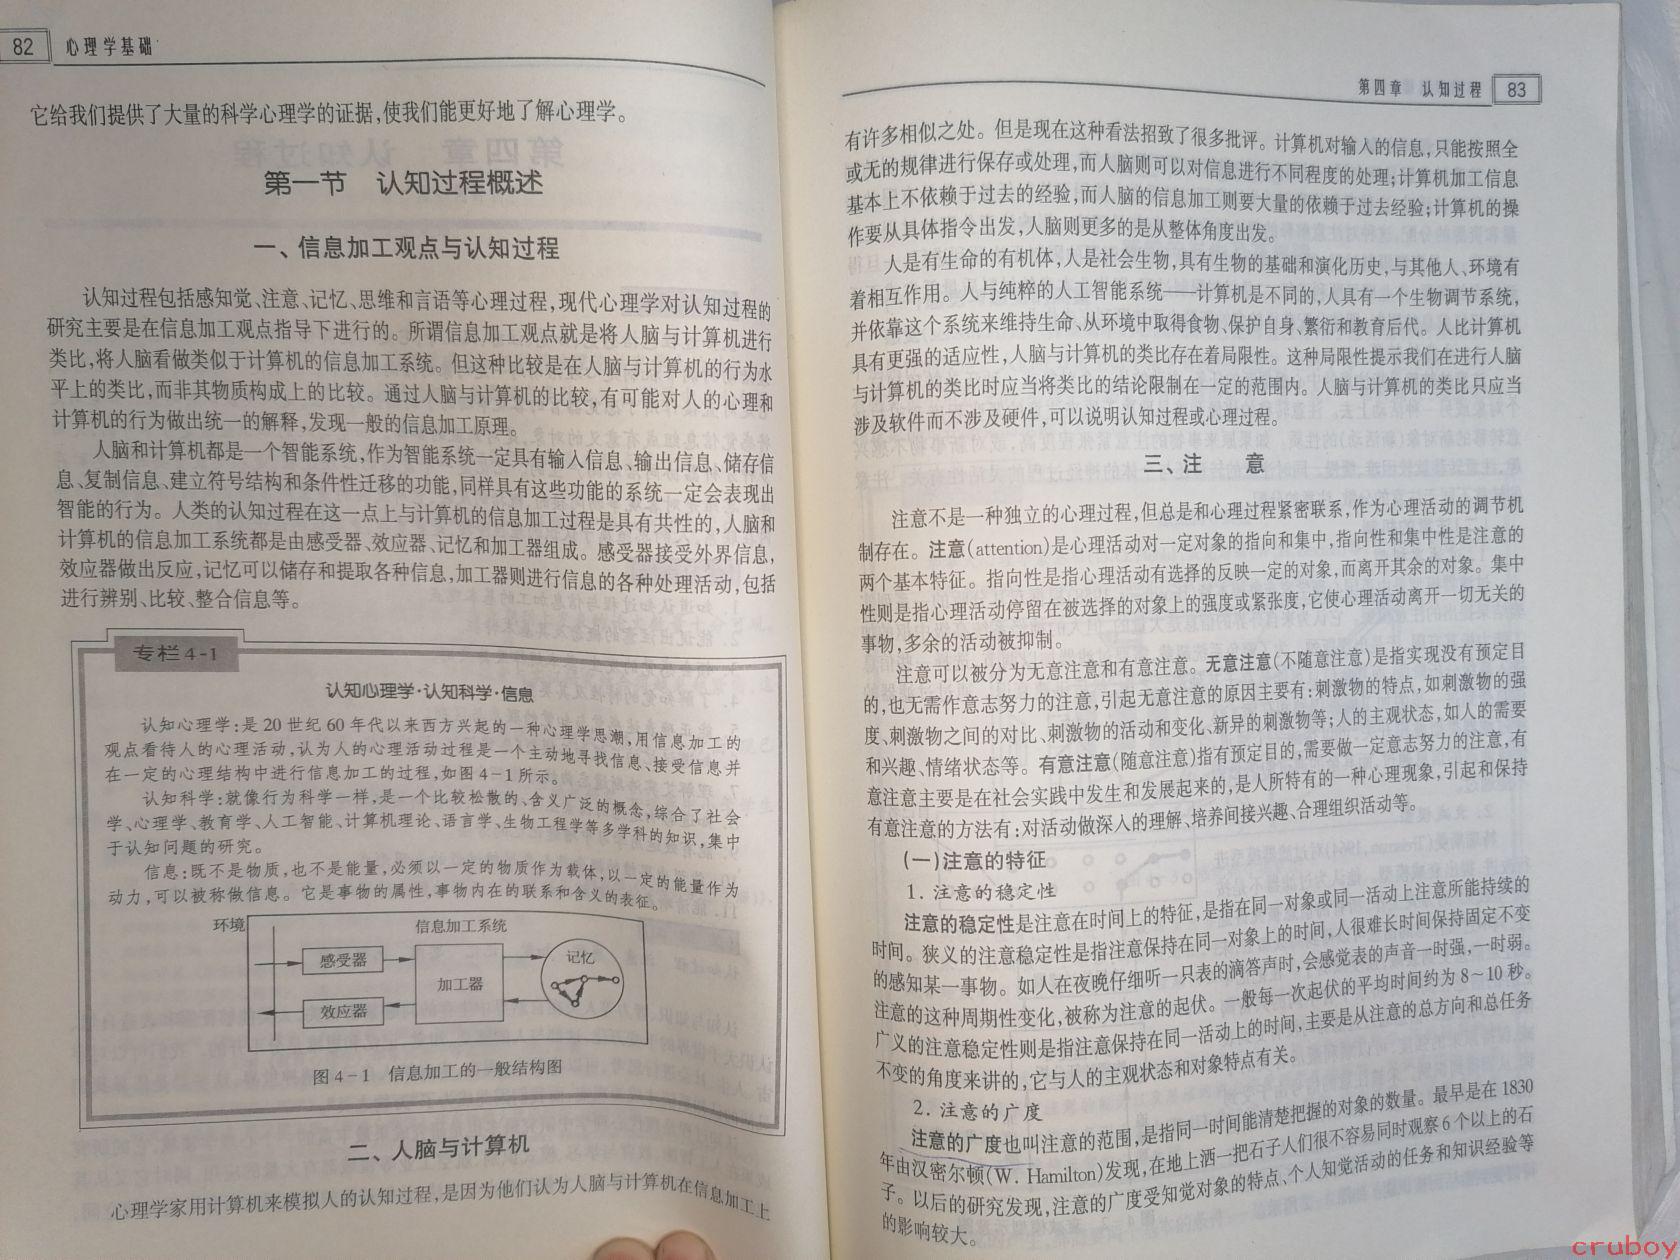 82 心理学基础
它给我们提供了大量的科学心理学的证据,使我们能更好地了解心理学。
第一节 认知过程概述
一、信息加工观点与认知过程
认知过程包括感知觉、注意、记忆、思维和言语等心理过程,现代心理学对认知过程的
研究主要是在信息加工观点指导下进行的。所谓信息加工观点就是将人脑与计算机进行
类比,将人脑看做类似于计算机的信息加工系统。但这种比较是在人脑与计算机的行为水
平上的类比,而非其物质构成上的比较。通过人脑与计算机的比较,有可能对人的心理和
计算机的行为做出统一的解释,发现一般的信息加工原理。
人脑和计算机都是一个智能系统,作为智能系统一定具有输入信息、输出信息、储存信
息、复制信息、建立符号结构和条件性迁移的功能,同样具有这些功能的系统一定会表现出
智能的行为。人类的认知过程在这一点上与计算机的信息加工过程是具有共性的,人脑和
计算机的信息加工系统都是由感受器、效应器、记忆和加工器组成。感受器接受外界信息,
效应器做出反应,记忆可以储存和提取各种信息,加工器则进行信息的各种处理活动,包括
进行辨别、比较、整合信息等。
专栏4-1
认知心理学·认知科学·信息
认知心理学:是20世纪60年代以来西方兴起的一种心理学思潮,用信息加工的
观点看待人的心理活动,认为人的心理活动过程是一个主动地寻找信息、接受信息并
在一定的心理结构中进行信息加工的过程,如图4-1所示。
认知科学:就像行为科学一样,是一个比较松散的、含义广泛的概念,综合了社会
学、心理学、教育学、人工智能、计算机理论、语言学、生物工程学等多学科的知识,集中
于认知问题的研究。
信息:既不是物质,也不是能量,必须以一定的物质作为载体,以一定的能量作为
动力,可以被称做信息。它是事物的属性,事物内在的联系和含义的表征。
环境 信息加工系统
感受器
加工器
记忆
效应器
图4-1 信息加工的一般结构图
二、人脑与计算机
心理学家用计算机来模拟人的认知过程,是因为他们认为人脑与计算机在信息加工上
第四章 认知过程 83
有许多相似之处。但是现在这种看法招致了很多批评。计算机对输入的信息,只能按照全
或无的规律进行保存或处理,而人脑则可以对信息进行不同程度的处理;计算机加工信息
基本上不依赖于过去的经验,而人脑的信息加工则要大量的依赖于过去经验;计算机的操
作要从具体指令出发,人脑则更多的是从整体角度出发。
人是有生命的有机体,人是社会生物,具有生物的基础和演化历史,与其他人、环境有
着相互作用。人与纯粹的人工智能系统——计算机是不同的,人具有一个生物调节系统,
并依靠这个系统来维持生命、从环境中取得食物、保护自身、繁衍和教育后代。人比计算机
具有更强的适应性,人脑与计算机的类比存在着局限性。这种局限性提示我们在进行人脑
与计算机的类比时应当将类比的结论限制在一定的范围内。人脑与计算机的类比只应当
涉及软件而不涉及硬件,可以说明认知过程或心理过程。
三、注 意
注意不是一种独立的心理过程,但总是和心理过程紧密联系,作为心理活动的调节机
制存在。注意(attention)是心理活动对一定对象的指向和集中,指向性和集中性是注意的
两个基本特征。指向性是指心理活动有选择的反映一定的对象,而离开其余的对象。集中
性则是指心理活动停留在被选择的对象上的强度或紧张度,它使心理活动离开一切无关的
事物,多余的活动被抑制。
注意可以被分为无意注意和有意注意。无意注意(不随意注意)是指实现没有预定目
的,也无需作意志努力的注意,引起无意注意的原因主要有:刺激物的特点,如刺激物的强
度、刺激物之间的对比、刺激物的活动和变化、新异的刺激物等;人的主观状态,如人的需要
和兴趣、情绪状态等。有意注意(随意注意)指有预定目的,需要做一定意志努力的注意,有
意注意主要是在社会实践中发生和发展起来的,是人所特有的一种心理现象,引起和保持
有意注意的方法有:对活动做深入的理解、培养间接兴趣、合理组织活动等。
(一)注意的特征
1. 注意的稳定性
注意的稳定性是注意在时间上的特征,是指在同一对象或同一活动上注意所能持续的
时间。狭义的注意稳定性是指注意保持在同一对象上的时间,人很难长时间保持固定不变
的感知某一事物。如人在夜晚仔细听一只表的滴答声时,会感觉表的声音一时强,一时弱。
注意的这种周期性变化,被称为注意的起伏。一般每一次起伏的平均时间约为8~10秒。
广义的注意稳定性则是指注意保持在同一活动上的时间,主要是从注意的总方向和总任务
不变的角度来讲的,它与人的主观状态和对象特点有关。
2. 注意的广度
注意的广度也叫注意的范围,是指同一时间能清楚把握的对象的数量。最早是在1830
年由汉密尔顿(W. Hamilton)发现,在地上洒一把石子人们很不容易同时观察6个以上的石
子。以后的研究发现,注意的广度受知觉对象的特点、个人知觉活动的任务和知识经验等
的影响较大。
cruboy